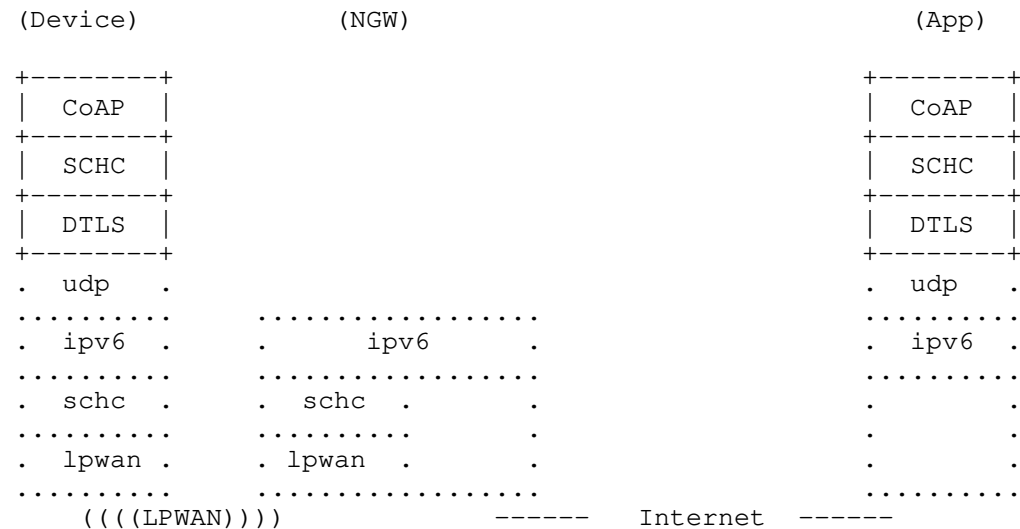 (Device) (NGW) (App)
+--------+ +--------+
| CoAP | | CoAP |
+--------+ +--------+
| SCHC | | SCHC |
+--------+ +--------+
| DTLS | | DTLS |
+--------+ +--------+
. udp . . udp .
.......... .................. ..........
. ipv6 . . ipv6 . . ipv6 .
.......... .................. ..........
. schc . . schc . . . .
.......... .......... . . .
. lpwan . . lpwan . . . .
.......... .................. ..........
((((LPWAN)))) ------ Internet ------